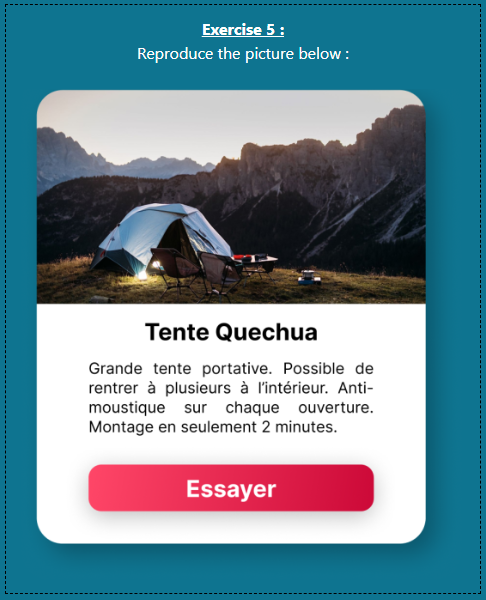 Exercise 5 :
Reproduce the picture below :
Tente Quechua
Grande tente portative. Possible de
rentrer à plusieurs à l’intérieur. Anti-
moustique sur chaque ouverture.
Montage en seulement 2 minutes.
Essayer